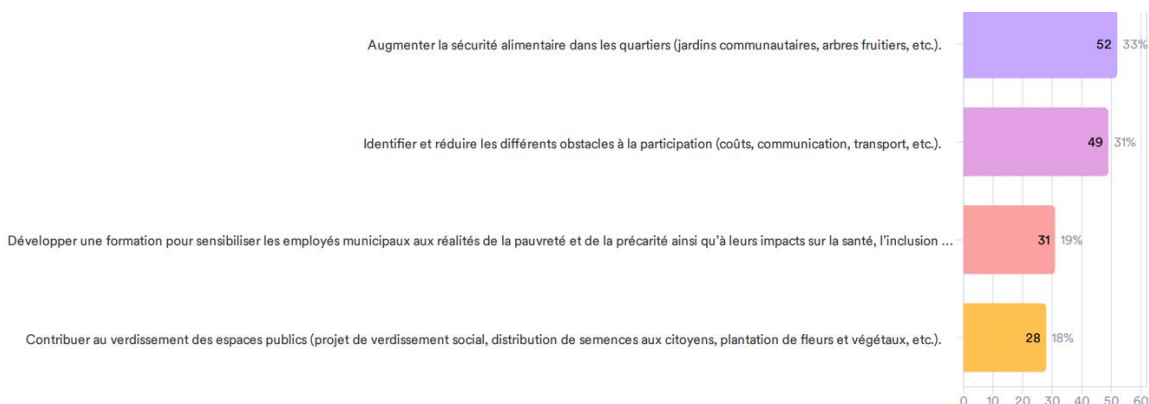 Augmenter la sécurité alimentaire dans les quartiers (jardins communautaires, arbres fruitiers, etc.). 52 33%
Identifier et réduire les différents obstacles à la participation (coûts, communication, transport, etc.). 49 31%
Développer une formation pour sensibiliser les employés municipaux aux réalités de la pauvreté et de la précarité ainsi qu’à leurs impacts sur la santé, l’inclusion ... 31 19%
Contribuer au verdissement des espaces publics (projet de verdissement social, distribution de semences aux citoyens, plantation de fleurs et végétaux, etc.). 28 18%
0 10 20 30 40 50 60